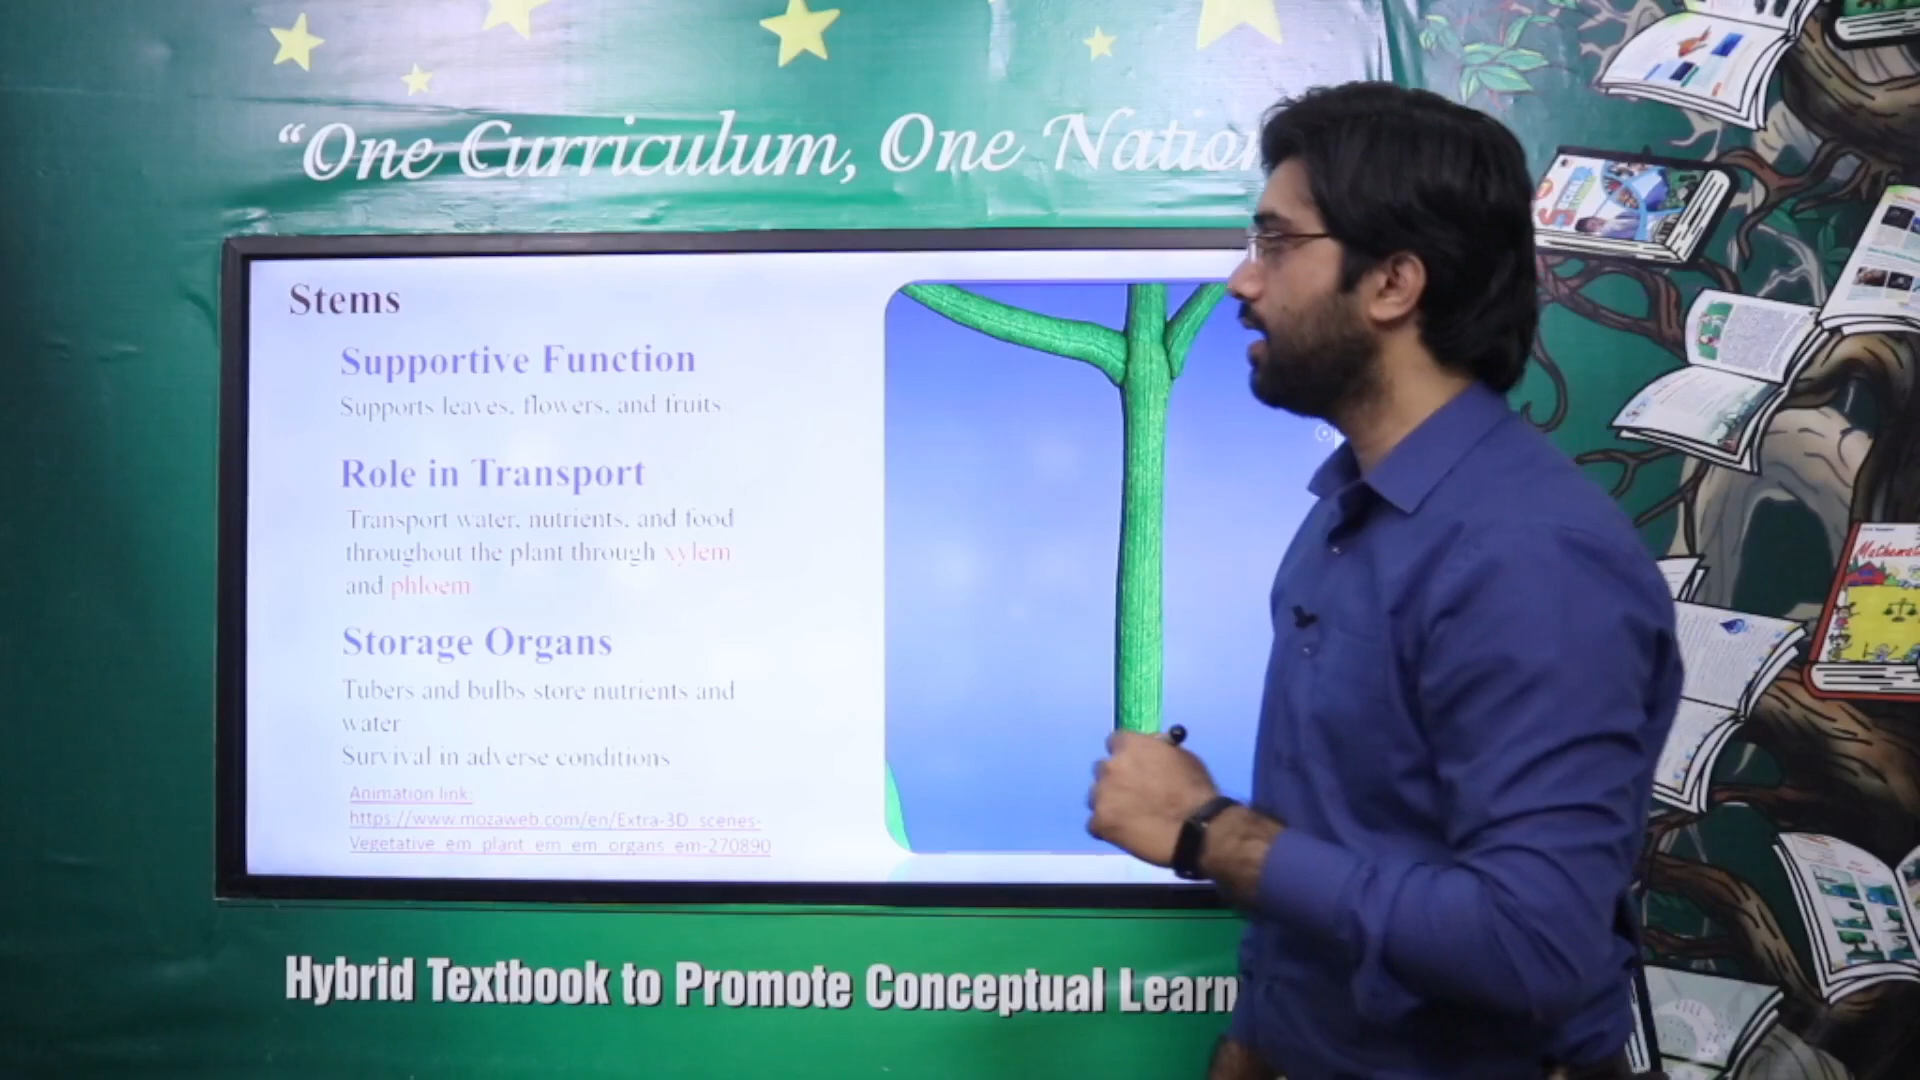 “One Curriculum, One Nation
Stems
Supportive Function
Supports leaves, flowers, and fruits
Role in Transport
Transport water, nutrients, and food
throughout the plant through xylem
and phloem
Storage Organs
Tubers and bulbs store nutrients and
water
Survival in adverse conditions
Animation link:
https://www.mozaweb.com/en/Extra-3D_scenes-
Vegetative_em_plant_em_em_organs_em-270890
Hybrid Textbook to Promote Conceptual Learn
Mathemat